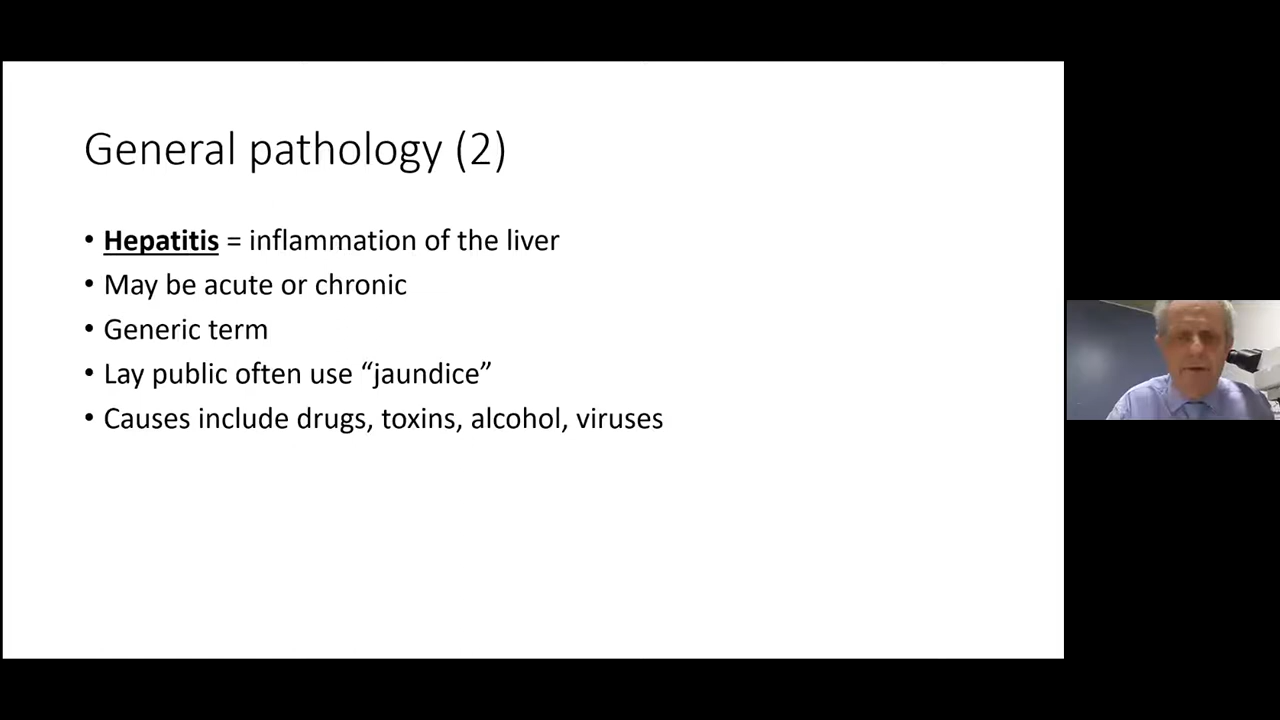 General pathology (2)
• Hepatitis = inflammation of the liver
• May be acute or chronic
• Generic term
• Lay public often use “jaundice”
• Causes include drugs, toxins, alcohol, viruses